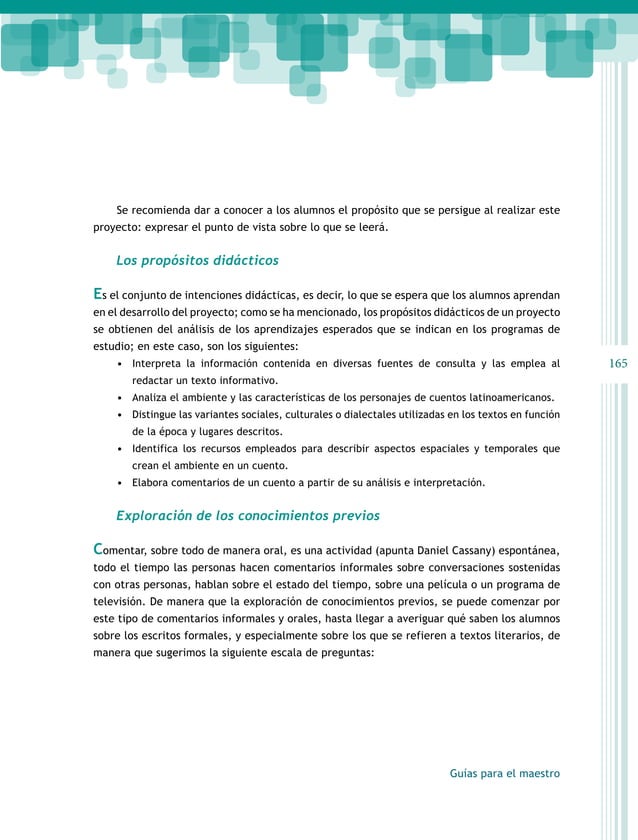 Se recomienda dar a conocer a los alumnos el propósito que se persigue al realizar este
proyecto: expresar el punto de vista sobre lo que se leerá.
Los propósitos didácticos
Es el conjunto de intenciones didácticas, es decir, lo que se espera que los alumnos aprendan
en el desarrollo del proyecto; como se ha mencionado, los propósitos didácticos de un proyecto
se obtienen del análisis de los aprendizajes esperados que se indican en los programas de
estudio; en este caso, son los siguientes:
• Interpreta la información contenida en diversas fuentes de consulta y las emplea al
redactar un texto informativo.
• Analiza el ambiente y las características de los personajes de cuentos latinoamericanos.
• Distingue las variantes sociales, culturales o dialectales utilizadas en los textos en función
de la época y lugares descritos.
• Identifica los recursos empleados para describir aspectos espaciales y temporales que
crean el ambiente en un cuento.
• Elabora comentarios de un cuento a partir de su análisis e interpretación.
165
Exploración de los conocimientos previos
Comentar, sobre todo de manera oral, es una actividad (apunta Daniel Cassany) espontánea,
todo el tiempo las personas hacen comentarios informales sobre conversaciones sostenidas
con otras personas, hablan sobre el estado del tiempo, sobre una película o un programa de
televisión. De manera que la exploración de conocimientos previos, se puede comenzar por
este tipo de comentarios informales y orales, hasta llegar a averiguar qué saben los alumnos
sobre los escritos formales, y especialmente sobre los que se refieren a textos literarios, de
manera que sugerimos la siguiente escala de preguntas:
Guías para el maestro